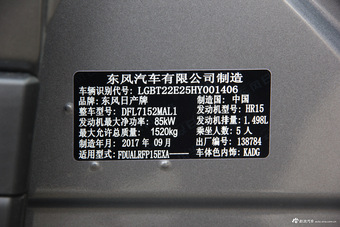 东风汽车有限公司制造
车辆识别代号: LGBT22E25HY001406
品牌: 东风日产牌 制造国: 中国
整车型号: DFL7152MAL1 发动机型号: HR15
发动机最大净功率: 85kW 发动机排量: 1.498L
最大允许总质量: 1520kg 乘坐人数: 5 人
制造年月: 2017 年 09 月 出厂编号: 138784
适用型式: FDUALRFP15EXA—— 车体色内饰: KADG